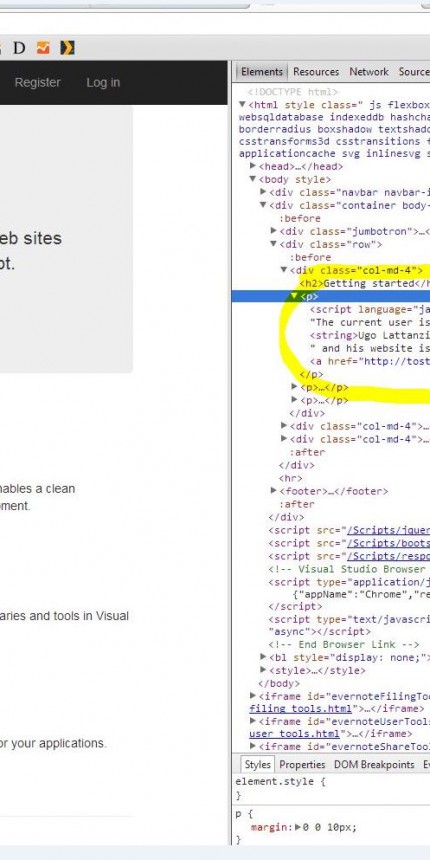 D
Register Log in
eb sites
ot.
nables a clean
ment.
aries and tools in Visual
or your applications.
Elements Resources Network Source
<!DOCTYPE html>
<html style class=" js flexbox
websqldatabase indexeddb hashcha
borderradius boxshadow textshado
csstransforms3d csstransitions f
applicationcache svg inlinesvg
<head>…</head>
<body style>
<div class="navbar navbar-i
<div class="container body-
:before
<div class="jumbotron">…<
<div class="row">
:before
<div class="col-md-4">
<h2>Getting started</h
<p>
<script language="ja
"The current user is
<strong>Ugo Lattanzi
" and his website is
<a href="http://tost
</p>
<p>…</p>
<p>…</p>
</div>
<div class="col-md-4">…
<div class="col-md-4">…
:after
</div>
<hr>
<footer>…</footer>
:after
</div>
<script src="/Scripts/jquer
<script src="/Scripts/boots
<script src="/Scripts/respo
<!-- Visual Studio Browser
<script type="application/j
{"appName":"Chrome","re
</script>
<script type="text/javascri
"async"></script>
<!-- End Browser Link -->
<bl style="display: none;">
<style>…</style>
</body>
<iframe id="evernoteFilingToo
filing_tools.html">…</iframe>
<iframe id="evernoteUserTools
user_tools.html">…</iframe>
<iframe id="evernoteShareTool
Styles Properties DOM Breakpoints Ev
element.style {
}
p {
margin: 0 0 10px;
}